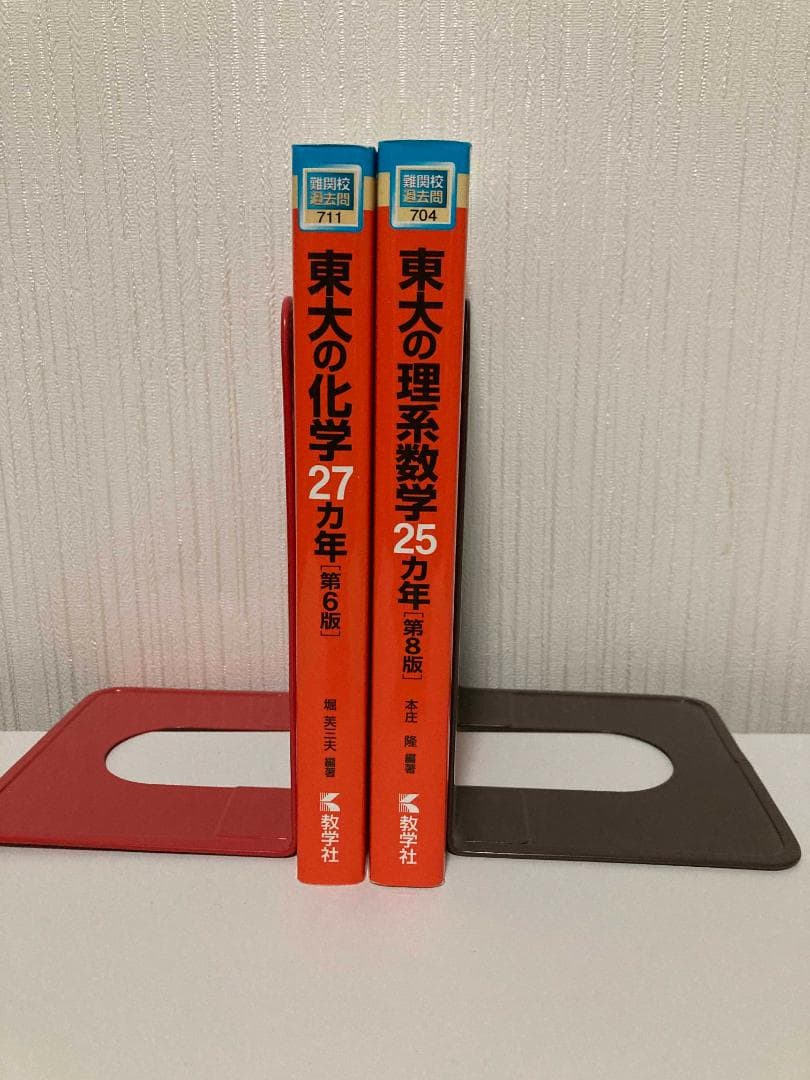 難関校
過去問
711
東大の化学
27カ年[第6版]
堀 芙三夫 編著
教学社
難関校
過去問
704
東大の理系数学
25カ年[第8版]
本庄 隆 編著
教学社